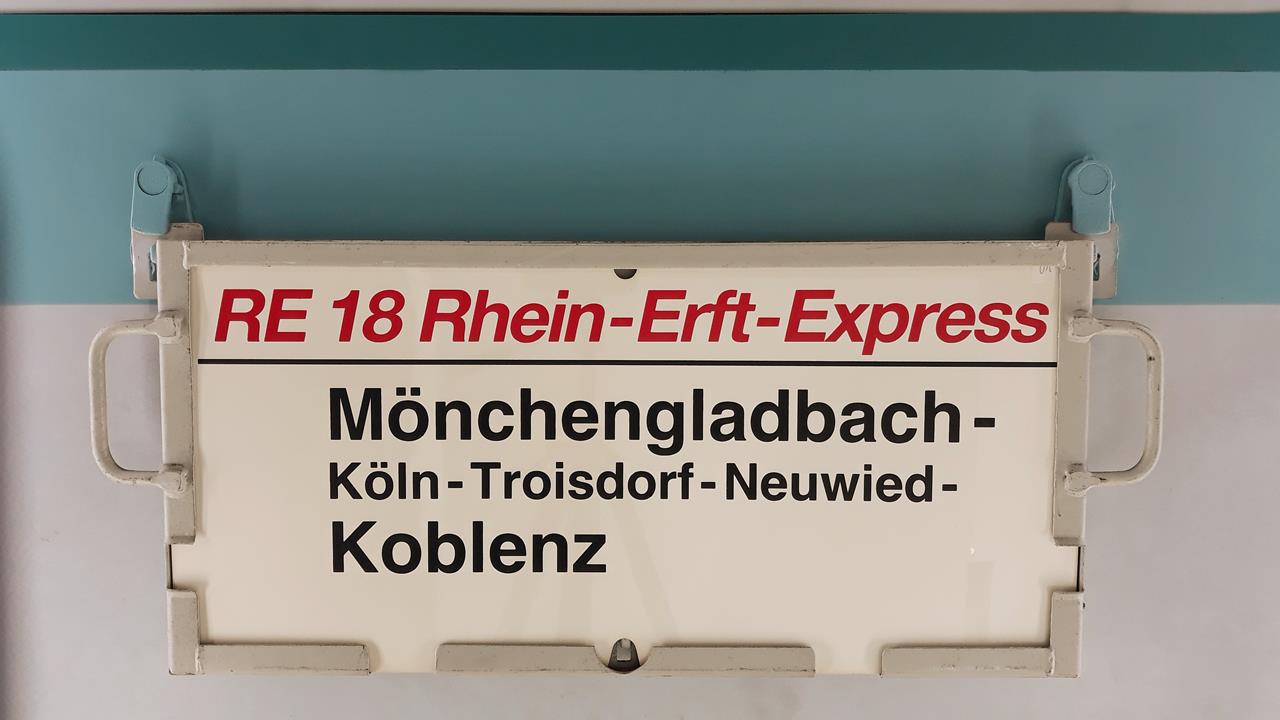 RE 18 Rhein-Erft-Express
Mönchengladbach-
Köln-Troisdorf-Neuwied-
Koblenz